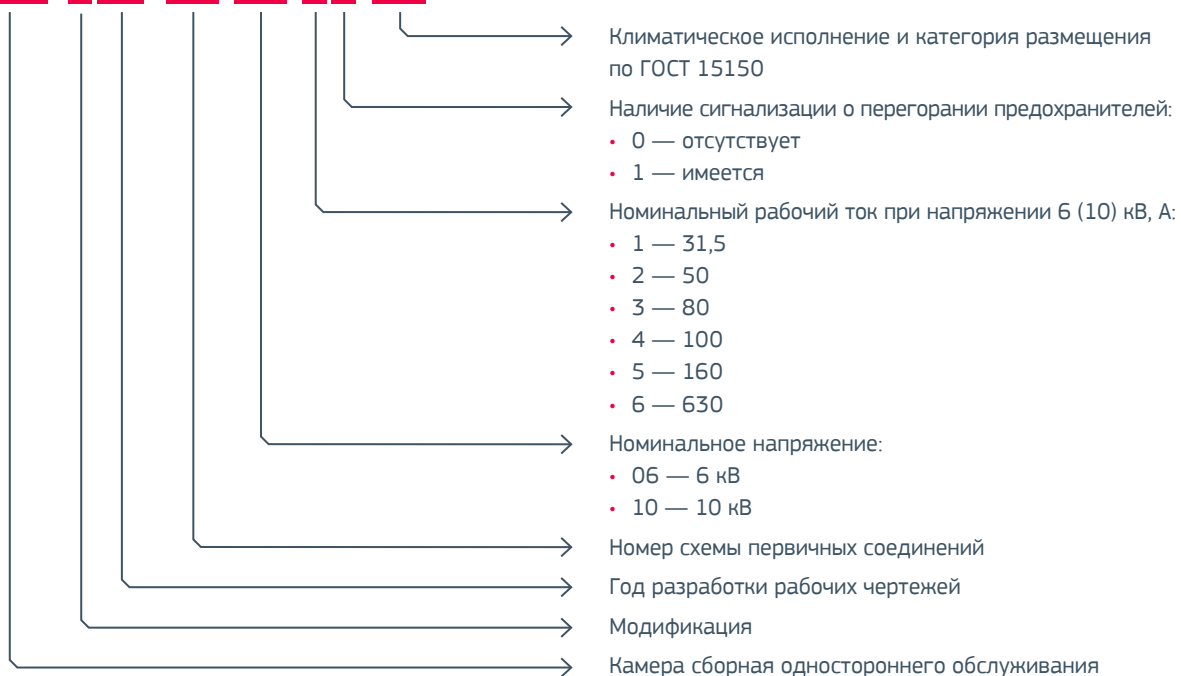 Климатическое исполнение и категория размещения
по ГОСТ 15150
Наличие сигнализации о перегорании предохранителей:
• 0 — отсутствует
• 1 — имеется
Номинальный рабочий ток при напряжении 6 (10) кВ, А:
• 1 — 31,5
• 2 — 50
• 3 — 80
• 4 — 100
• 5 — 160
• 6 — 630
Номинальное напряжение:
• 06 — 6 кВ
• 10 — 10 кВ
Номер схемы первичных соединений
Год разработки рабочих чертежей
Модификация
Камера сборная одностороннего обслуживания